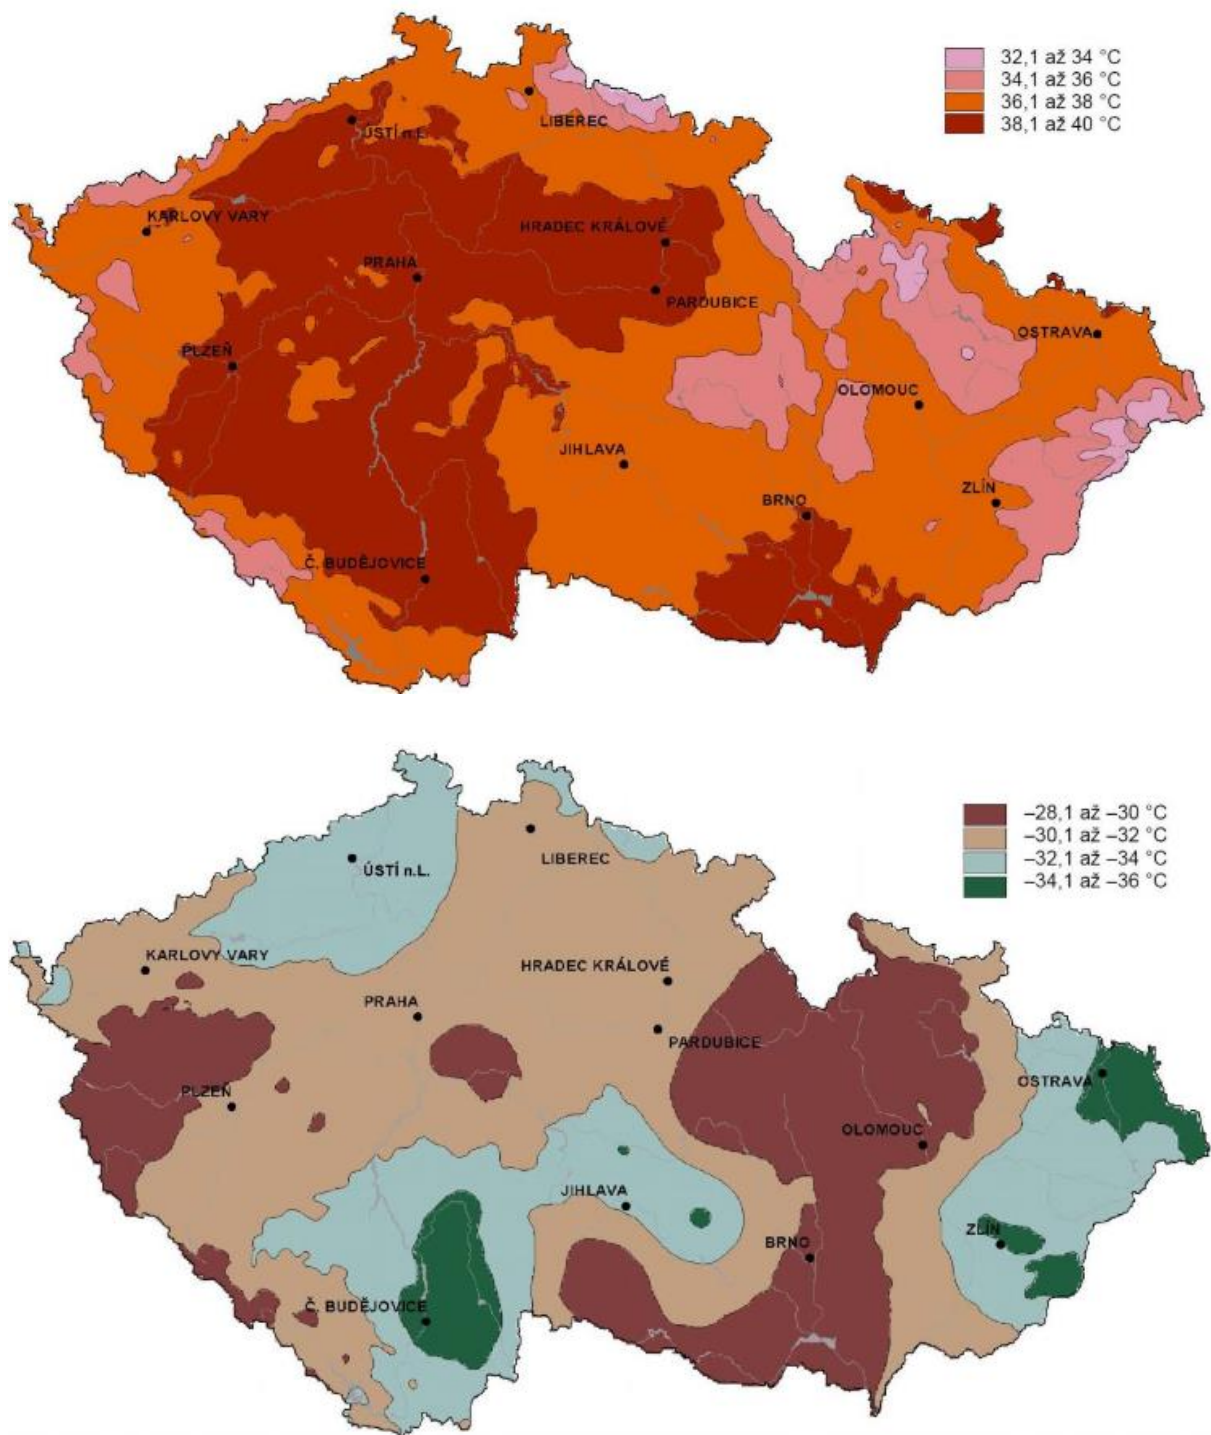 32,1 až 34 °C
34,1 až 36 °C
36,1 až 38 °C
38,1 až 40 °C
LIBEREC
ÚSTÍ n.L.
KARLOVY VARY
HRADEC KRÁLOVÉ
PRAHA
PARDUBICE
OSTRAVA
PLZEŇ
OLOMOUC
JIHLAVA
ZLÍN
BRNO
Č. BUDĚJOVICE
–28,1 až –30 °C
–30,1 až –32 °C
–32,1 až –34 °C
–34,1 až –36 °C
LIBEREC
ÚSTÍ n.L.
KARLOVY VARY
HRADEC KRÁLOVÉ
PRAHA
PARDUBICE
OSTRAVA
PLZEŇ
OLOMOUC
JIHLAVA
ZLÍN
BRNO
Č. BUDĚJOVICE